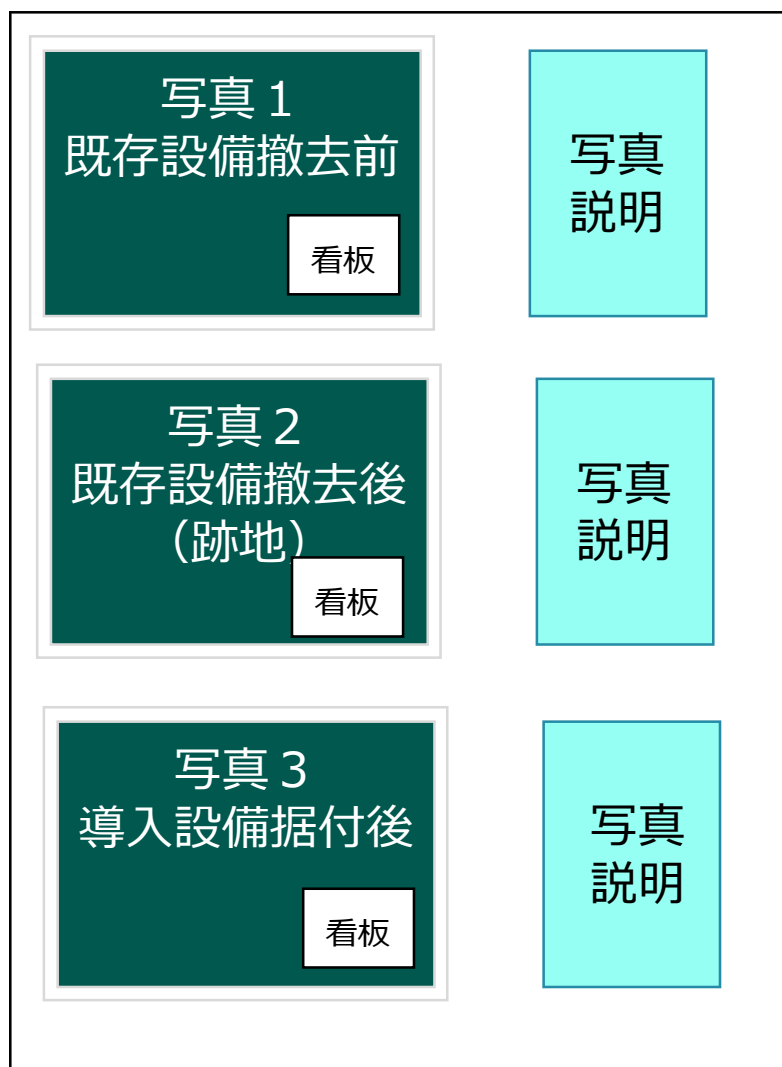 写真１
既存設備撤去前
看板
写真
説明
写真２
既存設備撤去後
（跡地）
看板
写真
説明
写真３
導入設備据付後
看板
写真
説明